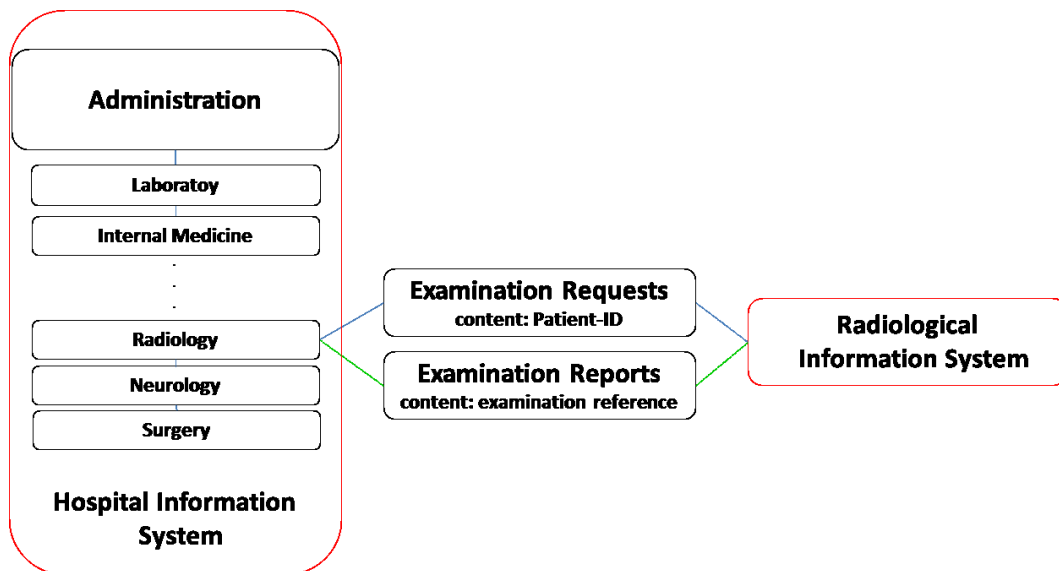 Administration
Laboratoy
Internal Medicine
.
.
.
Radiology
Neurology
Surgery
Hospital Information
System
Examination Requests
content: Patient-ID
Examination Reports
content: examination reference
Radiological
Information System